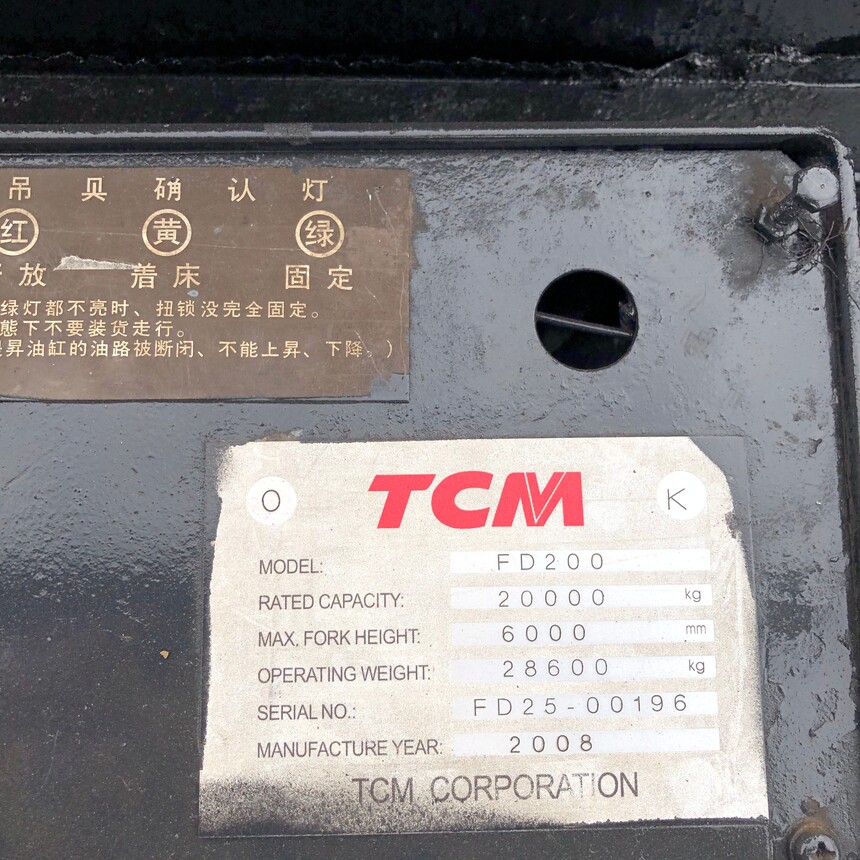 吊具确认灯
红 黄 绿
放 着床 固定
绿灯都不亮时、扭锁没完全固定。
態下不要装货走行。
昇油缸的油路被断闭、不能上昇、下降。）
O TCM K
MODEL: FD200
RATED CAPACITY: 20000 kg
MAX. FORK HEIGHT: 6000 mm
OPERATING WEIGHT: 28600 kg
SERIAL NO.: FD25-00196
MANUFACTURE YEAR: 2008
TCM CORPORATION